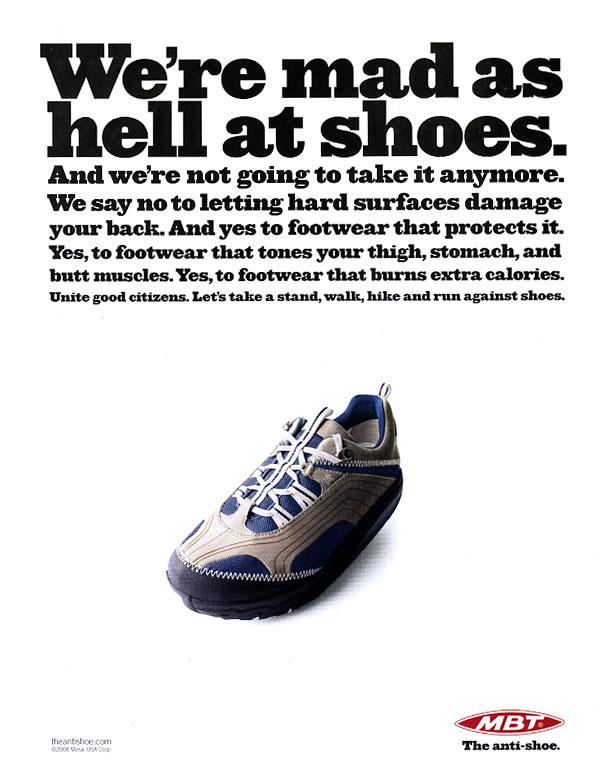 We're mad as
hell at shoes.
And we're not going to take it anymore.
We say no to letting hard surfaces damage
your back. And yes to footwear that protects it.
Yes, to footwear that tones your thigh, stomach, and
butt muscles. Yes, to footwear that burns extra calories.
Unite good citizens. Let's take a stand, walk, hike and run against shoes.
MBT®
The anti-shoe.
theantishoe.com
©2006 Masai USA Corp